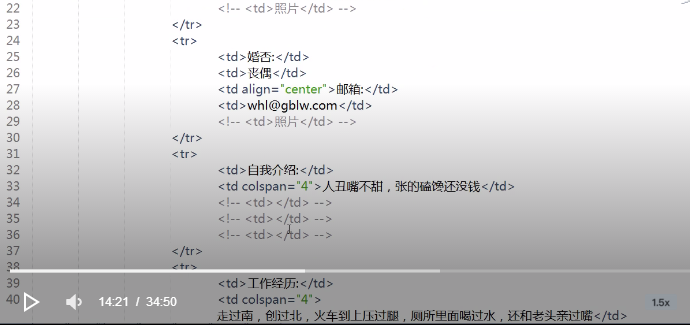 22 <!-- <td>照片</td> -->
23 </tr>
24 <tr>
25 <td>婚否:</td>
26 <td>丧偶</td>
27 <td align="center">邮箱:</td>
28 <td>whl@gblw.com</td>
29 <!-- <td>照片</td> -->
30 </tr>
31 <tr>
32 <td>自我介绍:</td>
33 <td colspan="4">人丑嘴不甜，张的磕馋还没钱</td>
34 <!-- <td></td> -->
35 <!-- <td></td> -->
36 <!-- <td></td> -->
37 </tr>
38 <tr>
39 <td>工作经历:</td>
40 <td colspan="4">
走过南，创过北，火车到上压过腿，厕所里面喝过水，还和老头亲过嘴</td>
14:21 / 34:50
1.5x